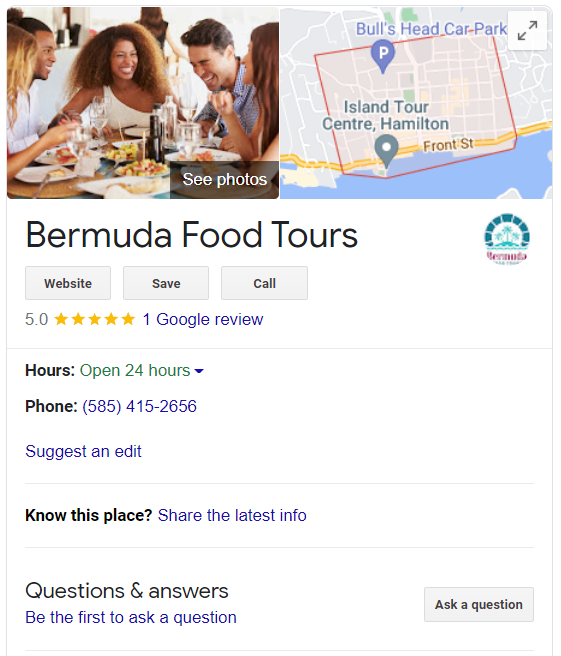 Bull's Head Car Park
P
Island Tour
Centre, Hamilton
Front St
See photos
Bermuda Food Tours
Bermuda
Website
Save
Call
5.0 1 Google review
Hours: Open 24 hours
Phone: (585) 415-2656
Suggest an edit
Know this place? Share the latest info
Questions & answers
Be the first to ask a question
Ask a question